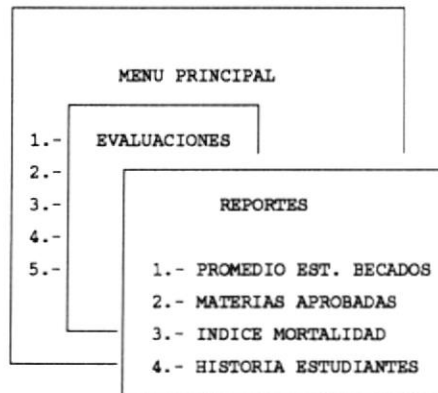 MENU PRINCIPAL
1.- EVALUACIONES
2.-
3.- REPORTES
4.-
5.- 1.- PROMEDIO EST. BECADOS
2.- MATERIAS APROBADAS
3.- INDICE MORTALIDAD
4.- HISTORIA ESTUDIANTES